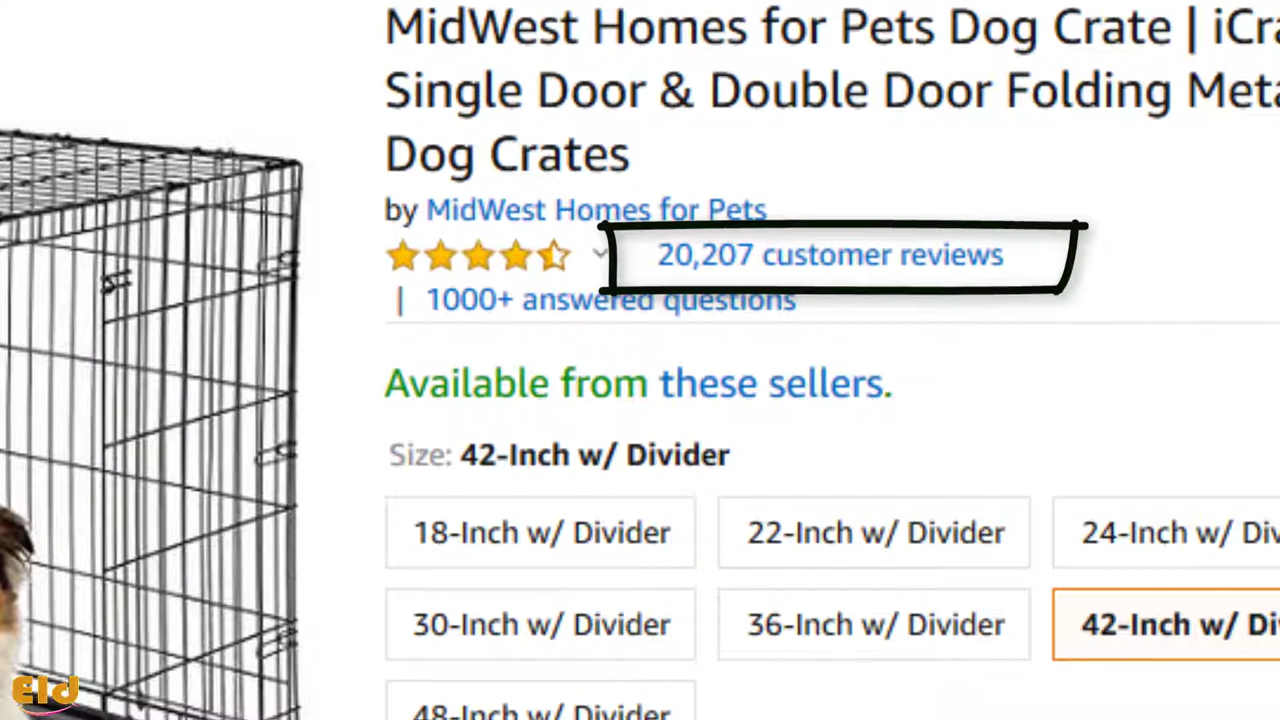 MidWest Homes for Pets Dog Crate | iCra
Single Door & Double Door Folding Meta
Dog Crates
by MidWest Homes for Pets
20,207 customer reviews
| 1000+ answered questions
Available from these sellers.
Size: 42-Inch w/ Divider
18-Inch w/ Divider 22-Inch w/ Divider 24-Inch w/ Div
30-Inch w/ Divider 36-Inch w/ Divider 42-Inch w/ Di
48-Inch w/ Divider
Eld